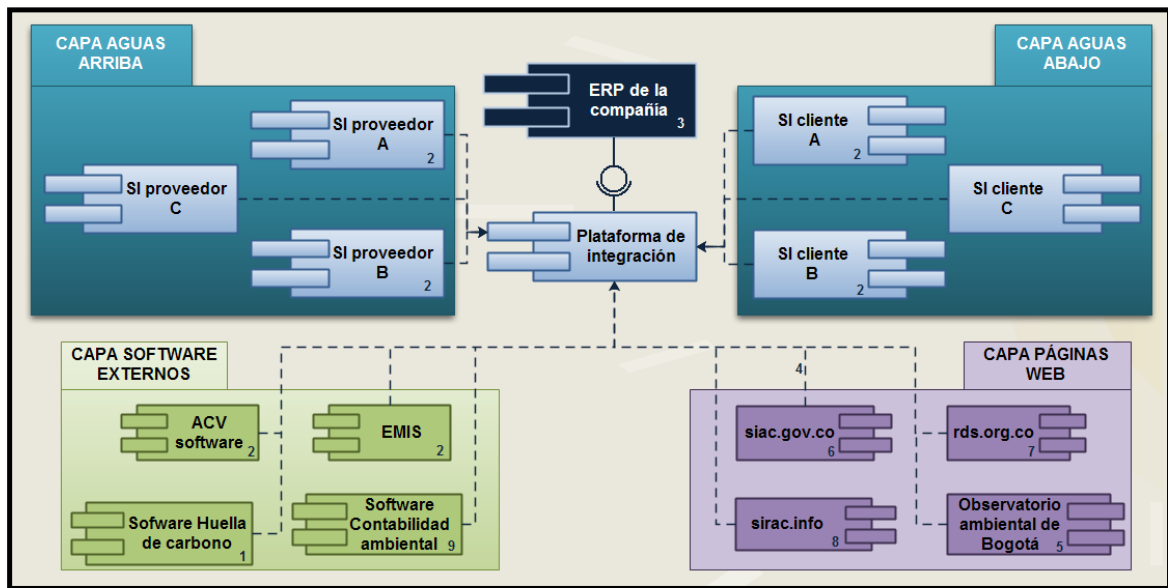 CAPA AGUAS
ARRIBA
SI proveedor
A
2
SI proveedor
C
SI proveedor
B
2
ERP de la
compañía
3
Plataforma de
integración
CAPA AGUAS
ABAJO
SI cliente
A
2
SI cliente
C
SI cliente
B
2
CAPA SOFTWARE
EXTERNOS
ACV
software
2
EMIS
2
Sofware Huella
de carbono
1
Software
Contabilidad
ambiental
9
CAPA PÁGINAS
WEB
4
siac.gov.co
6
rds.org.co
7
sirac.info
8
Observatorio
ambiental de
Bogotá
5